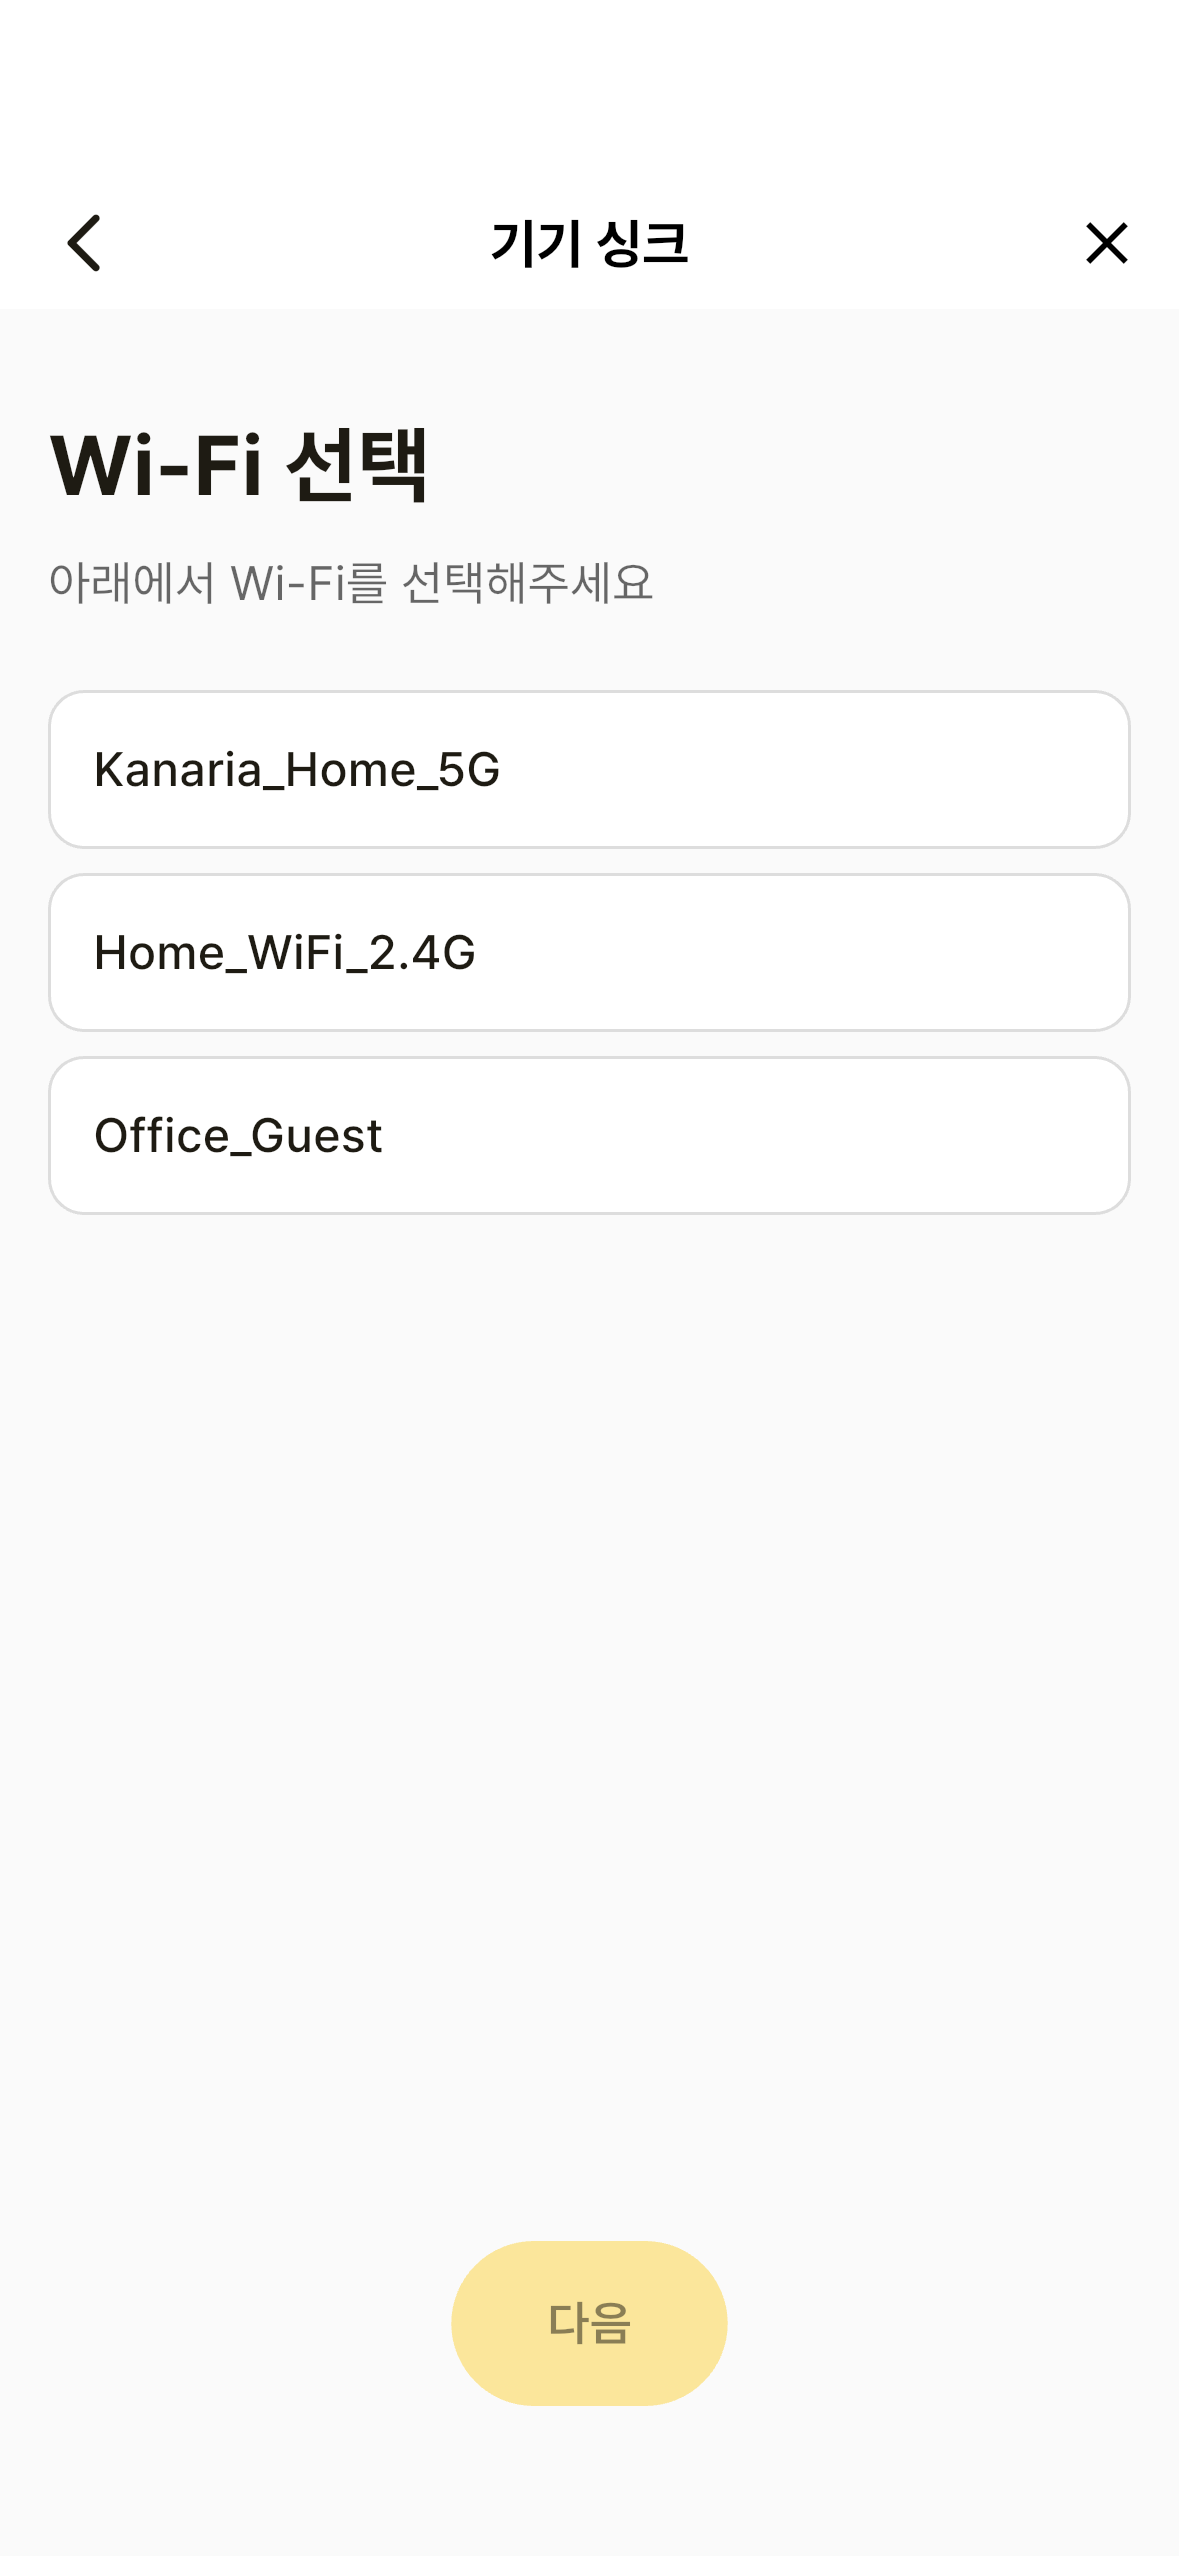 기기 싱크
Wi-Fi 선택
아래에서 Wi-Fi를 선택해주세요
Kanaria_Home_5G
Home_WiFi_2.4G
Office_Guest
다음